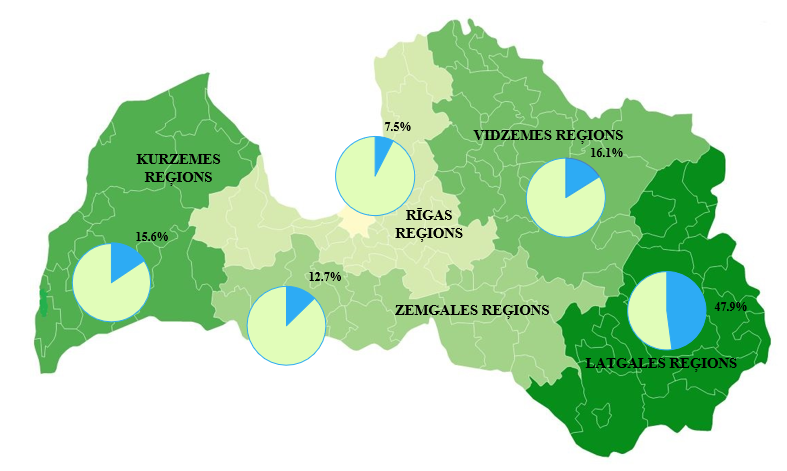 7.5%
VIDZEMES REĢIONS
16.1%
KURZEMES
REĢIONS
RĪGAS
REĢIONS
15.6%
12.7%
ZEMGALES REĢIONS
47.9%
LATGALES REĢIONS